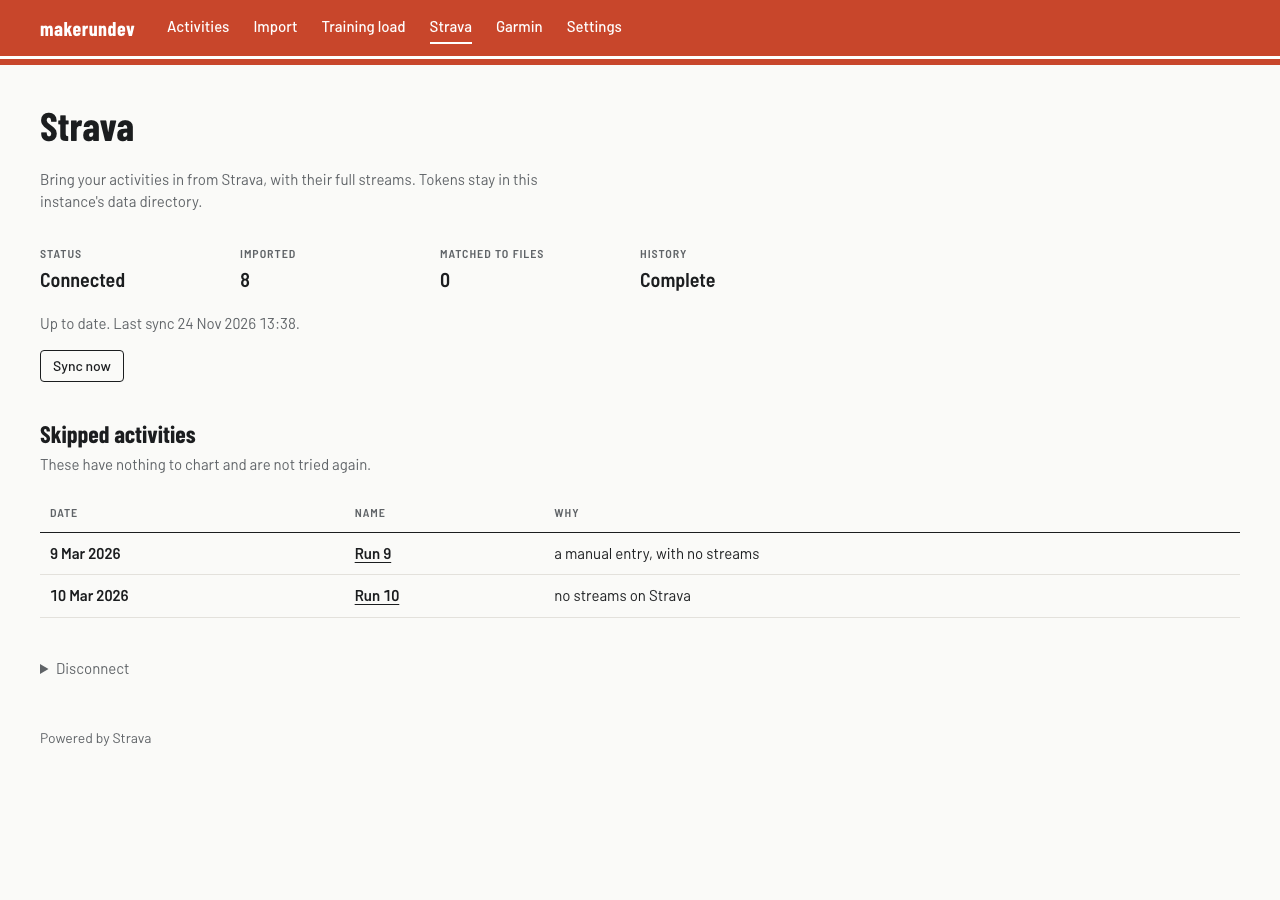 makerundev Activities Import Training load Strava Garmin Settings
Strava
Bring your activities in from Strava, with their full streams. Tokens stay in this
instance's data directory.
STATUS IMPORTED MATCHED TO FILES HISTORY
Connected 8 0 Complete
Up to date. Last sync 24 Nov 2026 13:38.
Sync now
Skipped activities
These have nothing to chart and are not tried again.
DATE NAME WHY
9 Mar 2026 Run 9 a manual entry, with no streams
10 Mar 2026 Run 10 no streams on Strava
Disconnect
Powered by Strava